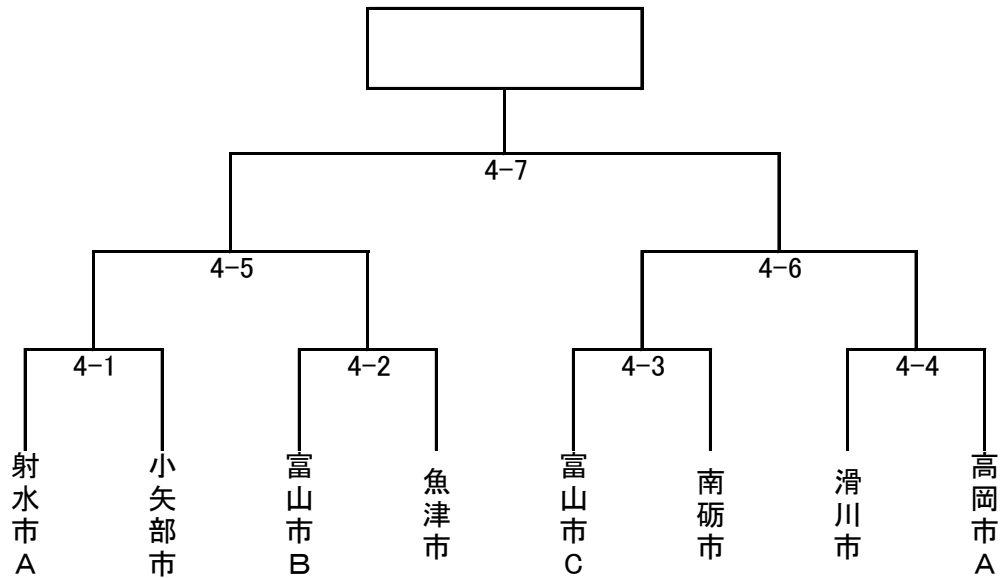 4-7
4-5
4-6
4-1
4-2
4-3
4-4
射水市A
小矢部市
富山市B
魚津市
富山市C
南砺市
滑川市
高岡市A